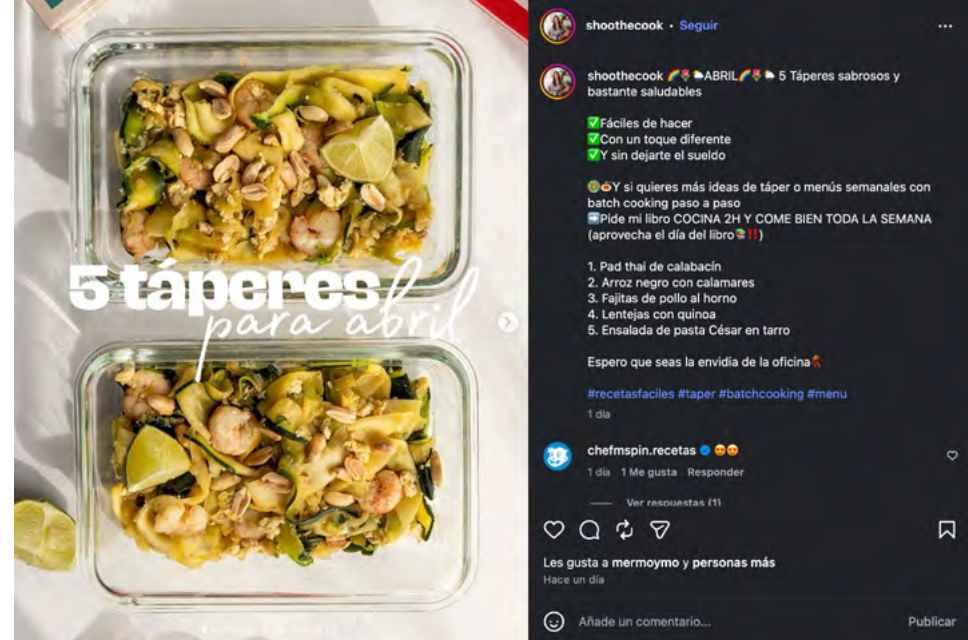 5 táperes
para abril
shoothecook • Seguir
shoothecook 🌈🌷🌦️ABRIL🌈🌷🌦️ 5 Táperes sabrosos y
bastante saludables
✅Fáciles de hacer
✅Con un toque diferente
✅Y sin dejarte el sueldo
🥗🍝Y si quieres más ideas de táper o menús semanales con
batch cooking paso a paso
➡️Pide mi libro COCINA 2H Y COME BIEN TODA LA SEMANA
(aprovecha el día del libro📚‼️)
1. Pad thai de calabacín
2. Arroz negro con calamares
3. Fajitas de pollo al horno
4. Lentejas con quinoa
5. Ensalada de pasta César en tarro
Espero que seas la envidia de la oficina💃
#recetasfaciles #taper #batchcooking #menu
1 día
chefmspin.recetas 😍😍
1 día 1 Me gusta Responder
Ver respuestas (1)
Les gusta a mermoymo y personas más
Hace un día
Añade un comentario...
Publicar